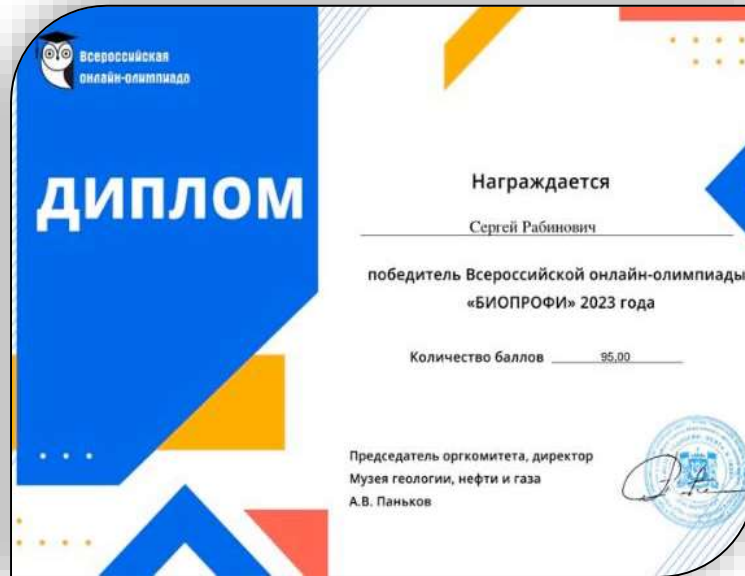 Всероссийская
онлайн-олимпиада
ДИПЛОМ
Награждается
Сергей Рабинович
победитель Всероссийской онлайн-олимпиады
«БИОПРОФИ» 2023 года
Количество баллов 95,00
Председатель оргкомитета, директор
Музея геологии, нефти и газа
А.В. Паньков